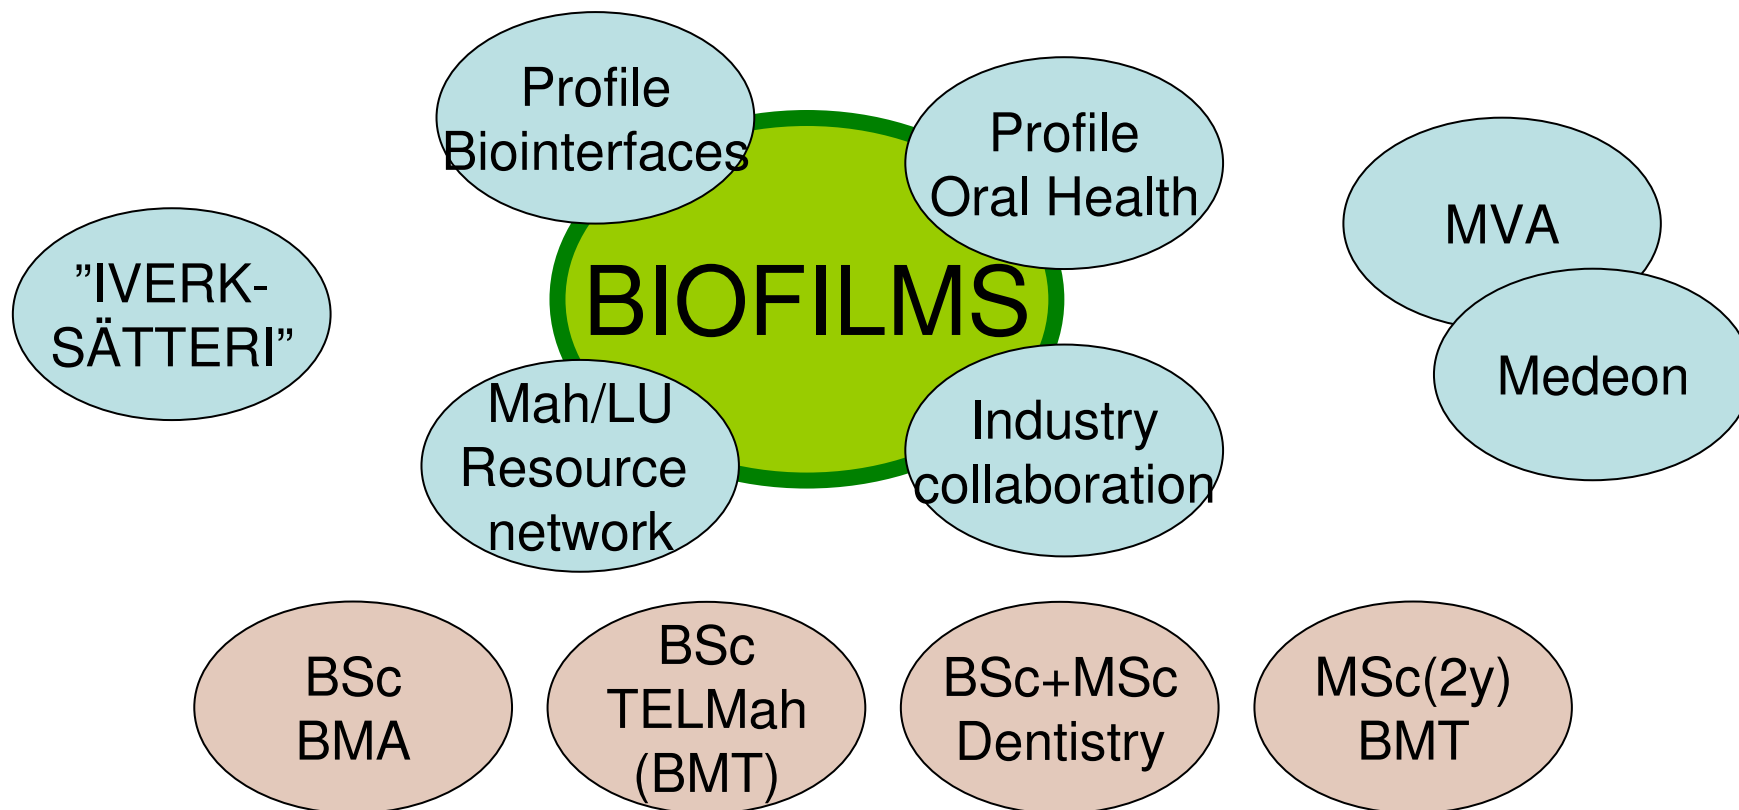 Profile
Biointerfaces
Profile
Oral Health
MVA
”IVERK-
SÄTTERI”
BIOFILMS
Medeon
Mah/LU
Resource
network
Industry
collaboration
BSc
BMA
BSc
TELMah
(BMT)
BSc+MSc
Dentistry
MSc(2y)
BMT